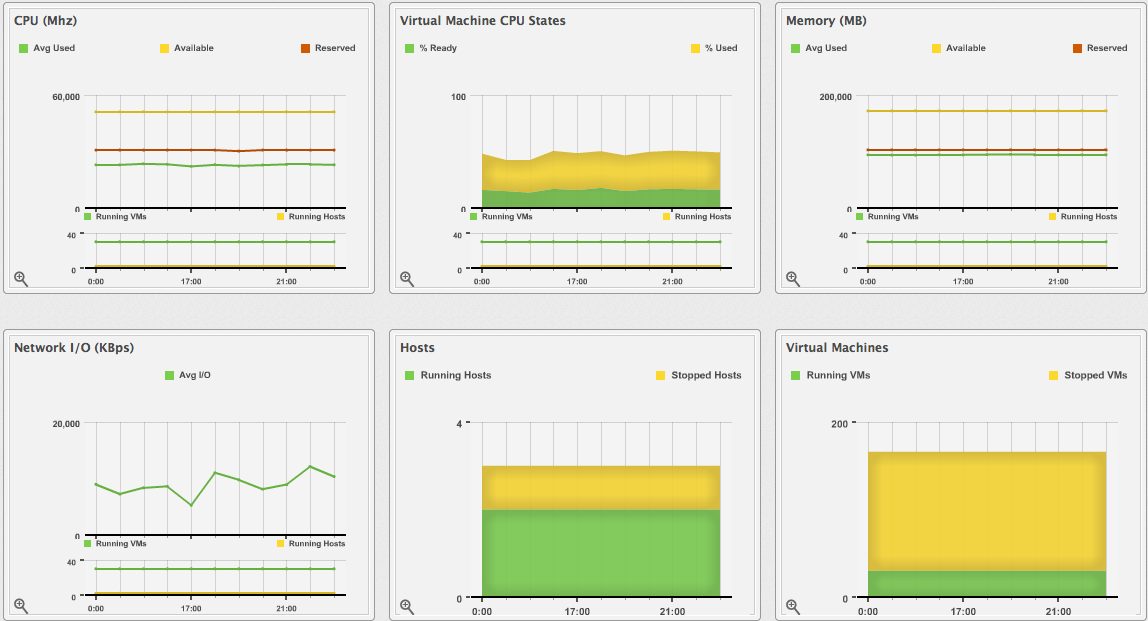 CPU (Mhz)
Avg Used Available Reserved
60,000
0
Running VMs Running Hosts
40
0
0:00 17:00 21:00
Virtual Machine CPU States
% Ready % Used
100
0
Running VMs Running Hosts
40
0
0:00 17:00 21:00
Memory (MB)
Avg Used Available Reserved
200,000
0
Running VMs Running Hosts
40
0
0:00 17:00 21:00
Network I/O (KBps)
Avg I/O
20,000
0
Running VMs Running Hosts
40
0
0:00 17:00 21:00
Hosts
Running Hosts Stopped Hosts
4
0
0:00 17:00 21:00
Virtual Machines
Running VMs Stopped VMs
200
0
0:00 17:00 21:00